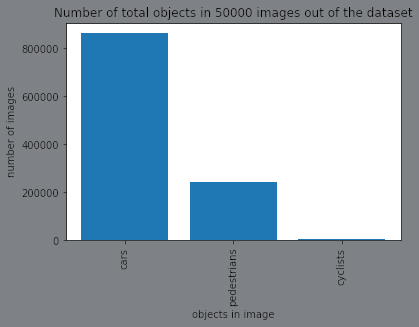 Number of total objects in 50000 images out of the dataset
number of images
800000
600000
400000
200000
0
cars
pedestrians
cyclists
objects in image